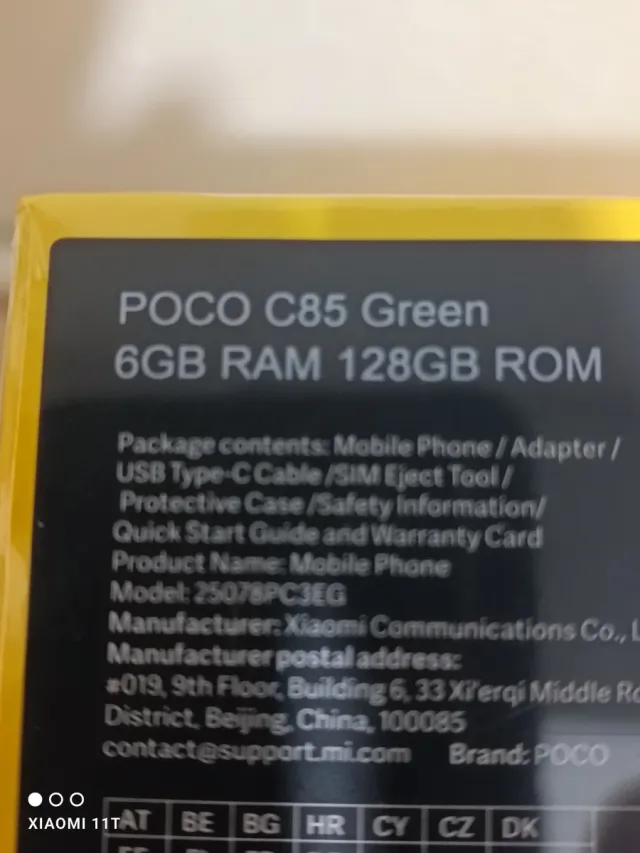 POCO C85 Green
6GB RAM 128GB ROM
Package contents: Mobile Phone / Adapter /
USB Type-C Cable /SIM Eject Tool /
Protective Case /Safety Information/
Quick Start Guide and Warranty Card
Product Name: Mobile Phone
Model: 25078PC3EG
Manufacturer: Xiaomi Communications Co., L
Manufacturer postal address:
#019, 9th Floor, Building 6, 33 Xi'erqi Middle Ro
District, Beijing, China, 100085
contact@support.mi.com Brand: POCO
AT BE BG HR CY CZ DK
XIAOMI 11T